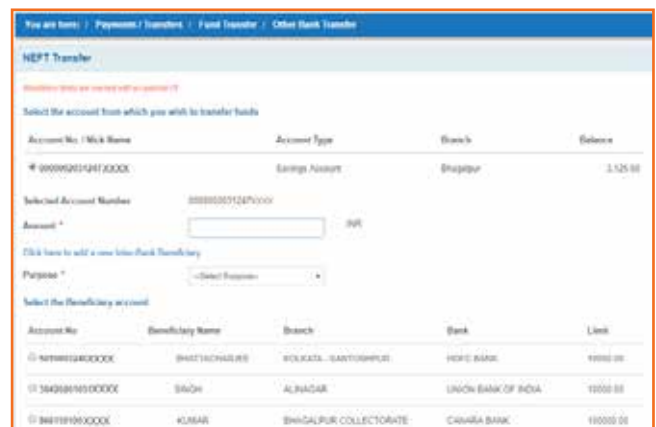 You are here: / Payments / Transfers / Fund Transfer / Other Bank Transfer
NEFT Transfer
Select the account from which you wish to transfer funds
Account No. / Nick Name Account Type Branch Balance
Savings Account Bhagalpur
Selected Account Number
Amount * INR
Click here to add a new Inter-Bank Beneficiary
Purpose * --Select Purpose--
Select the Beneficiary account
Account No Beneficiary Name Branch Bank Limit
BHATTACHARJEE KOLKATA - SANTOSHPUR HDFC BANK 10000.00
SINGH ALINAGAR UNION BANK OF INDIA 10000.00
KUMAR BHAGALPUR COLLECTORATE CANARA BANK 100000.00